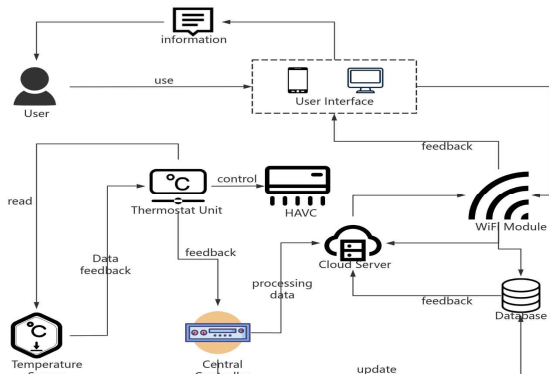 information
use
User
User Interface
feedback
°C
control
read
Thermostat Unit
HAVC
WiFi Module
Data
feedback
feedback
Cloud Server
processing
data
feedback
Database
°C
Temperature
Central
update